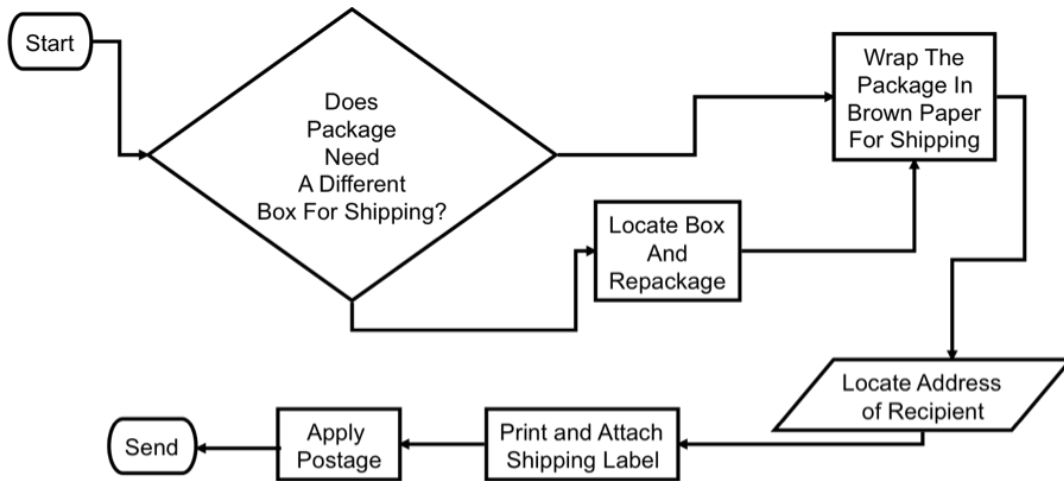 Start
Does
Package
Need
A Different
Box For Shipping?
Wrap The
Package In
Brown Paper
For Shipping
Locate Box
And
Repackage
Locate Address
of Recipient
Print and Attach
Shipping Label
Apply
Postage
Send